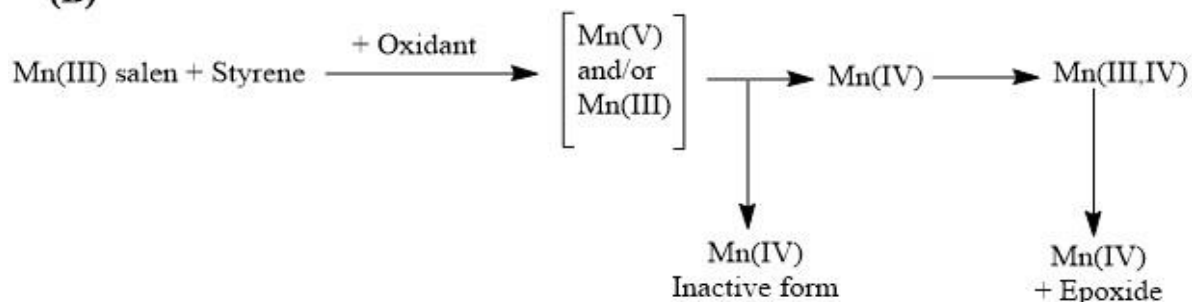 + Oxidant
Mn(III) salen + Styrene
Mn(V)
and/or
Mn(III)
Mn(IV)
Mn(III,IV)
Mn(IV)
Inactive form
Mn(IV)
+ Epoxide